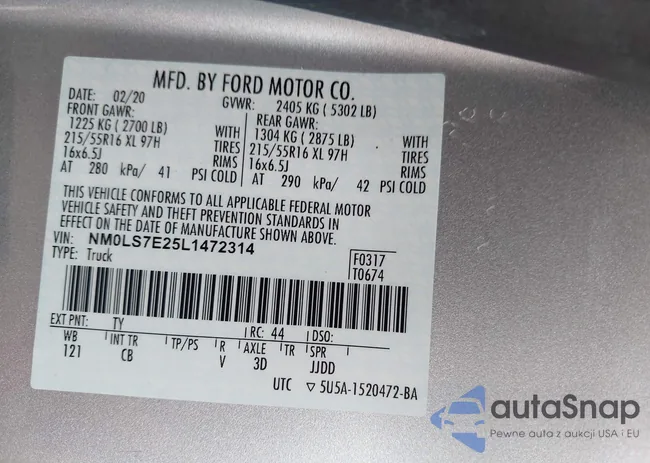 MFD. BY FORD MOTOR CO.
DATE: 02/20 GVWR: 2405 KG ( 5302 LB)
FRONT GAWR: REAR GAWR:
1225 KG ( 2700 LB) WITH 1304 KG ( 2875 LB) WITH
215/55R16 XL 97H TIRES 215/55R16 XL 97H TIRES
16x6.5J RIMS 16x6.5J RIMS
AT 280 kPa/ 41 PSI COLD AT 290 kPa/ 42 PSI COLD
THIS VEHICLE CONFORMS TO ALL APPLICABLE FEDERAL MOTOR
VEHICLE SAFETY AND THEFT PREVENTION STANDARDS IN
EFFECT ON THE DATE OF MANUFACTURE SHOWN ABOVE.
VIN: NM0LS7E25L1472314
TYPE: Truck
F0317
T0674
EXT PNT: TY RC: 44 DSO:
WB INT TR TP/PS R AXLE TR SPR
121 CB V 3D JJDD
UTC ▽5U5A-1520472-BA
autoSnap
Pewne auta z aukcji USA i EU